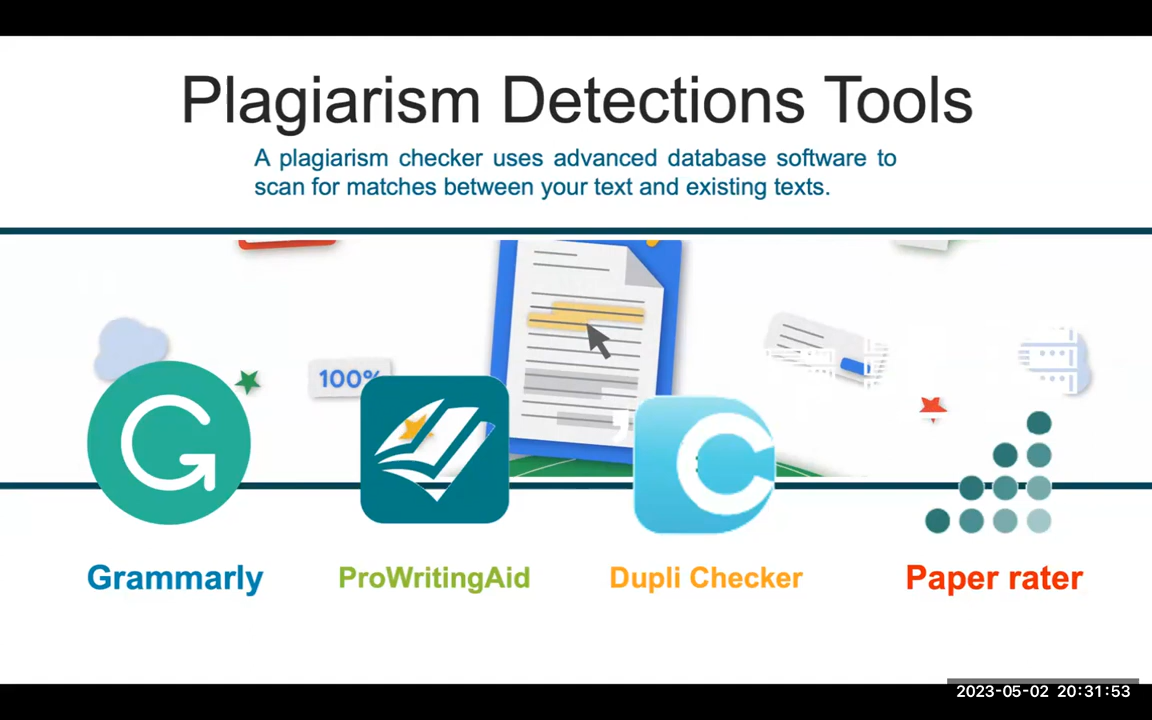 Plagiarism Detections Tools
A plagiarism checker uses advanced database software to
scan for matches between your text and existing texts.
100%
Grammarly
ProWritingAid
Dupli Checker
Paper rater
2023-05-02 20:31:53